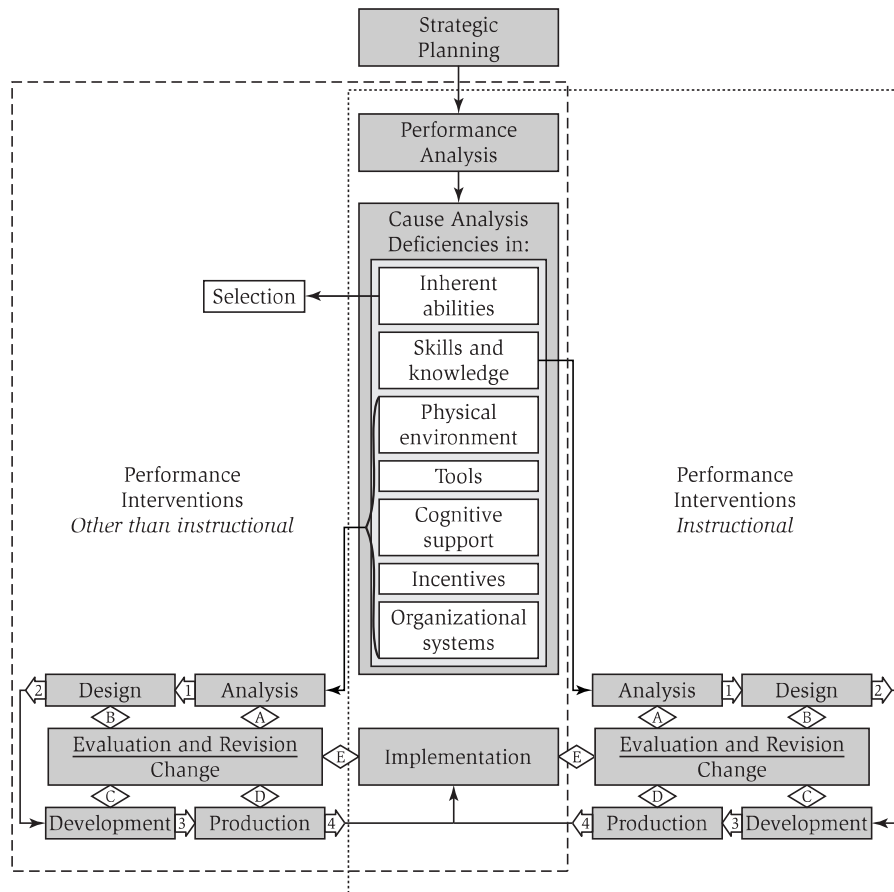 Strategic
Planning
Performance
Analysis
Cause Analysis
Deficiencies in:
Inherent
abilities
Selection
Skills and
knowledge
Physical
environment
Tools
Cognitive
support
Incentives
Organizational
systems
Performance
Interventions
Other than instructional
Performance
Interventions
Instructional
2 Design 1 Analysis
B A
Evaluation and Revision
Change
E
C D
Development 3 Production 4
Implementation
Analysis 1 Design 2
A B
E
Evaluation and Revision
Change
D C
4 Production 3 Development